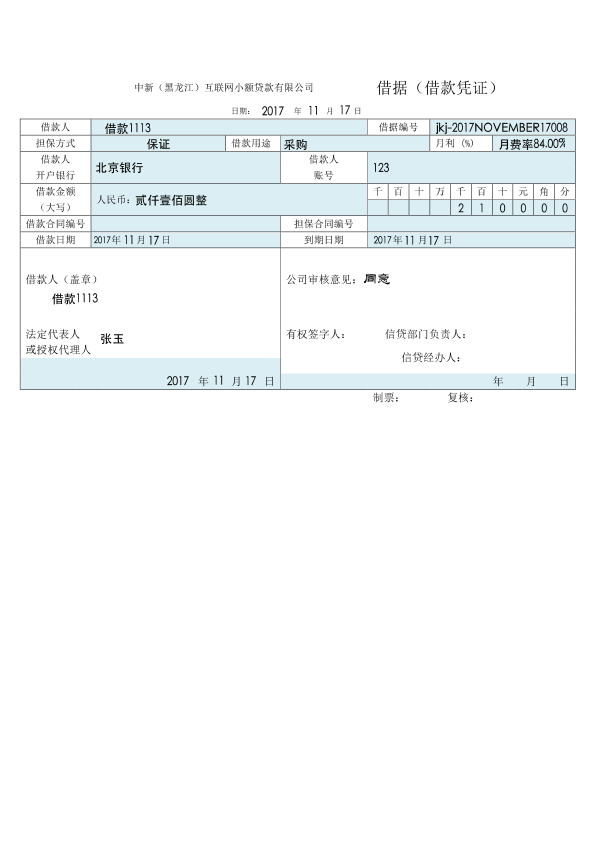 中新（黑龙江）互联网小额贷款有限公司 借据（借款凭证）
日期： 2017 年 11 月 17 日
借款人 借款1113 借据编号 jkj-2017NOVEMBER17008
担保方式 保证 借款用途 采购 月利（%） 月费率84.00%
借款人 开户银行 北京银行 借款人 账号 123
借款金额 （大写） 人民币：贰仟壹佰圆整 千 百 十 万 千 百 十 元 角 分
2 1 0 0 0 0
借款合同编号 担保合同编号
借款日期 2017年 11 月 17 日 到期日期 2017年 11 月 17 日
借款人（盖章） 公司审核意见：同意
借款1113
法定代表人 或授权代理人 张玉 有权签字人： 信贷部门负责人：
信贷经办人：
2017 年 11 月 17 日 年 月 日
制票： 复核：